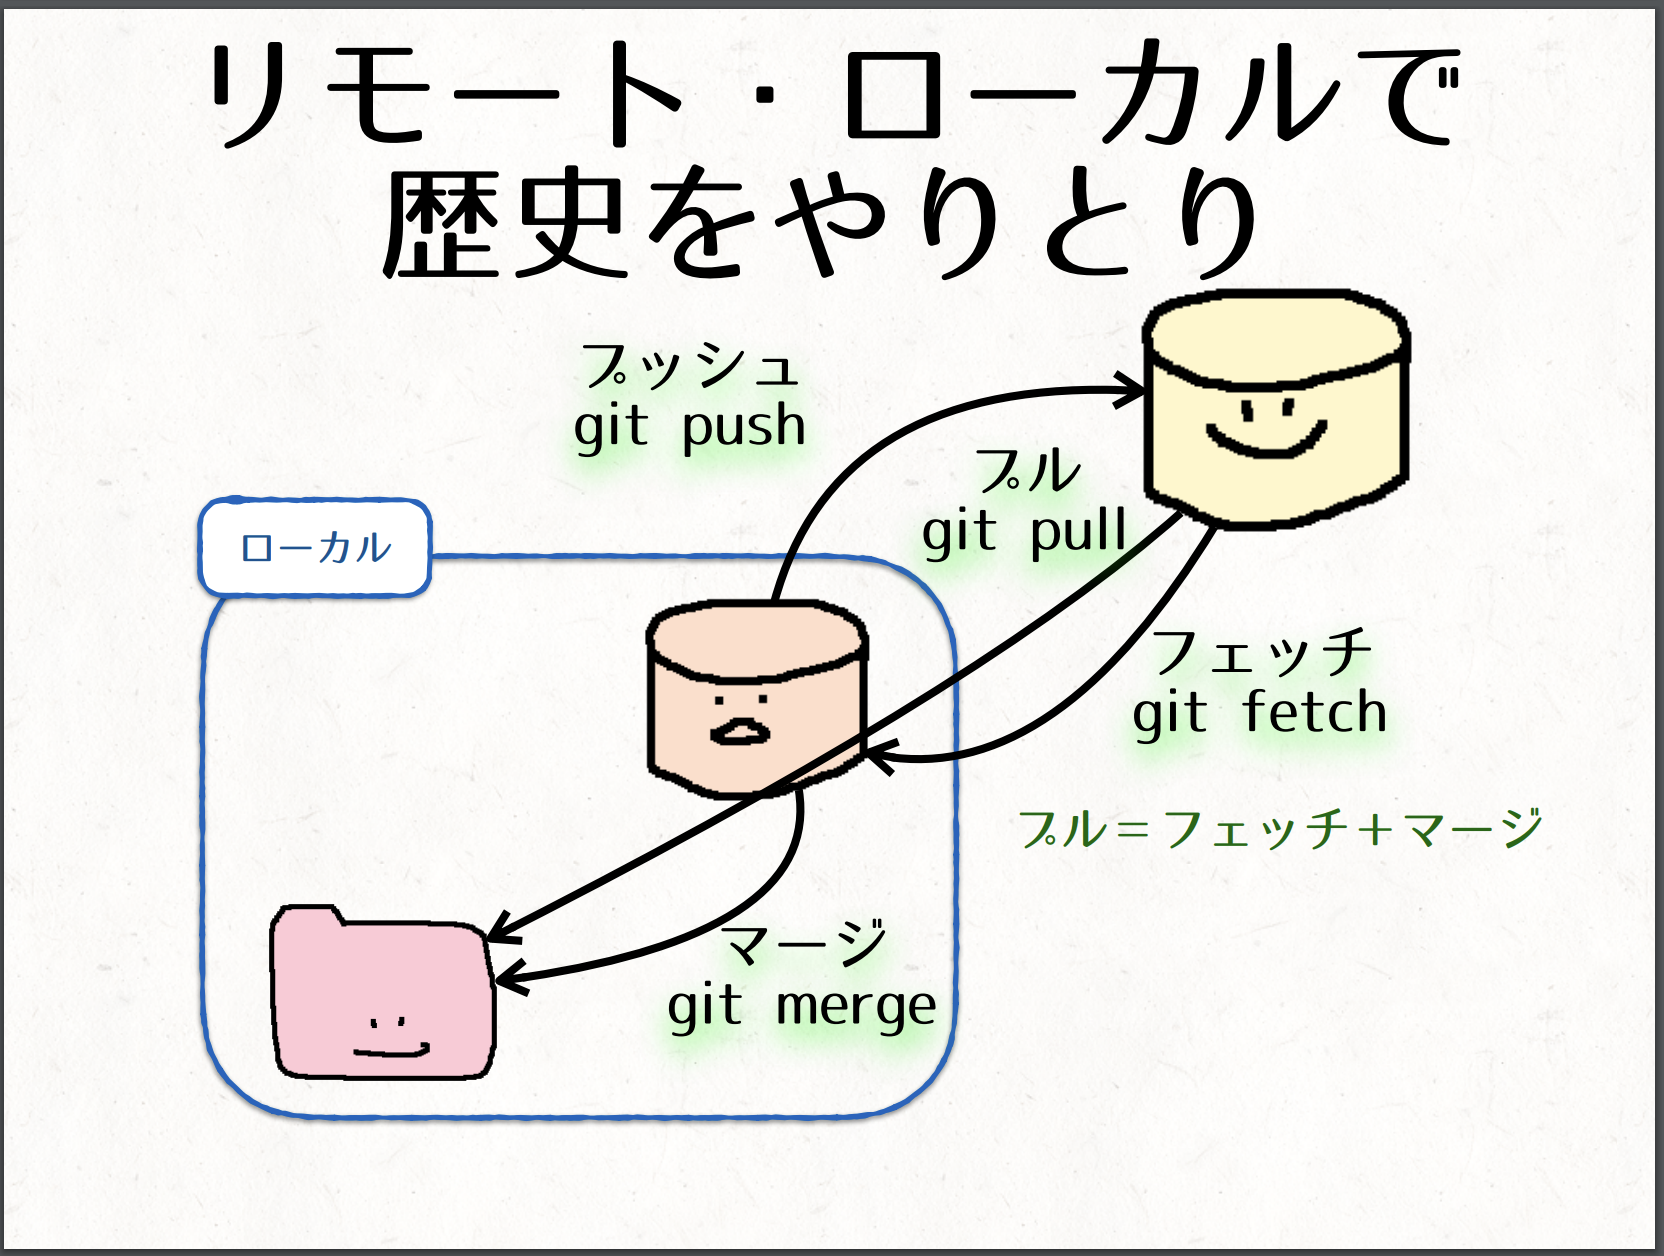 リモート・ローカルで
歴史をやりとり
プッシュ
git push
プル
git pull
ローカル
フェッチ
git fetch
プル＝フェッチ＋マージ
マージ
git merge